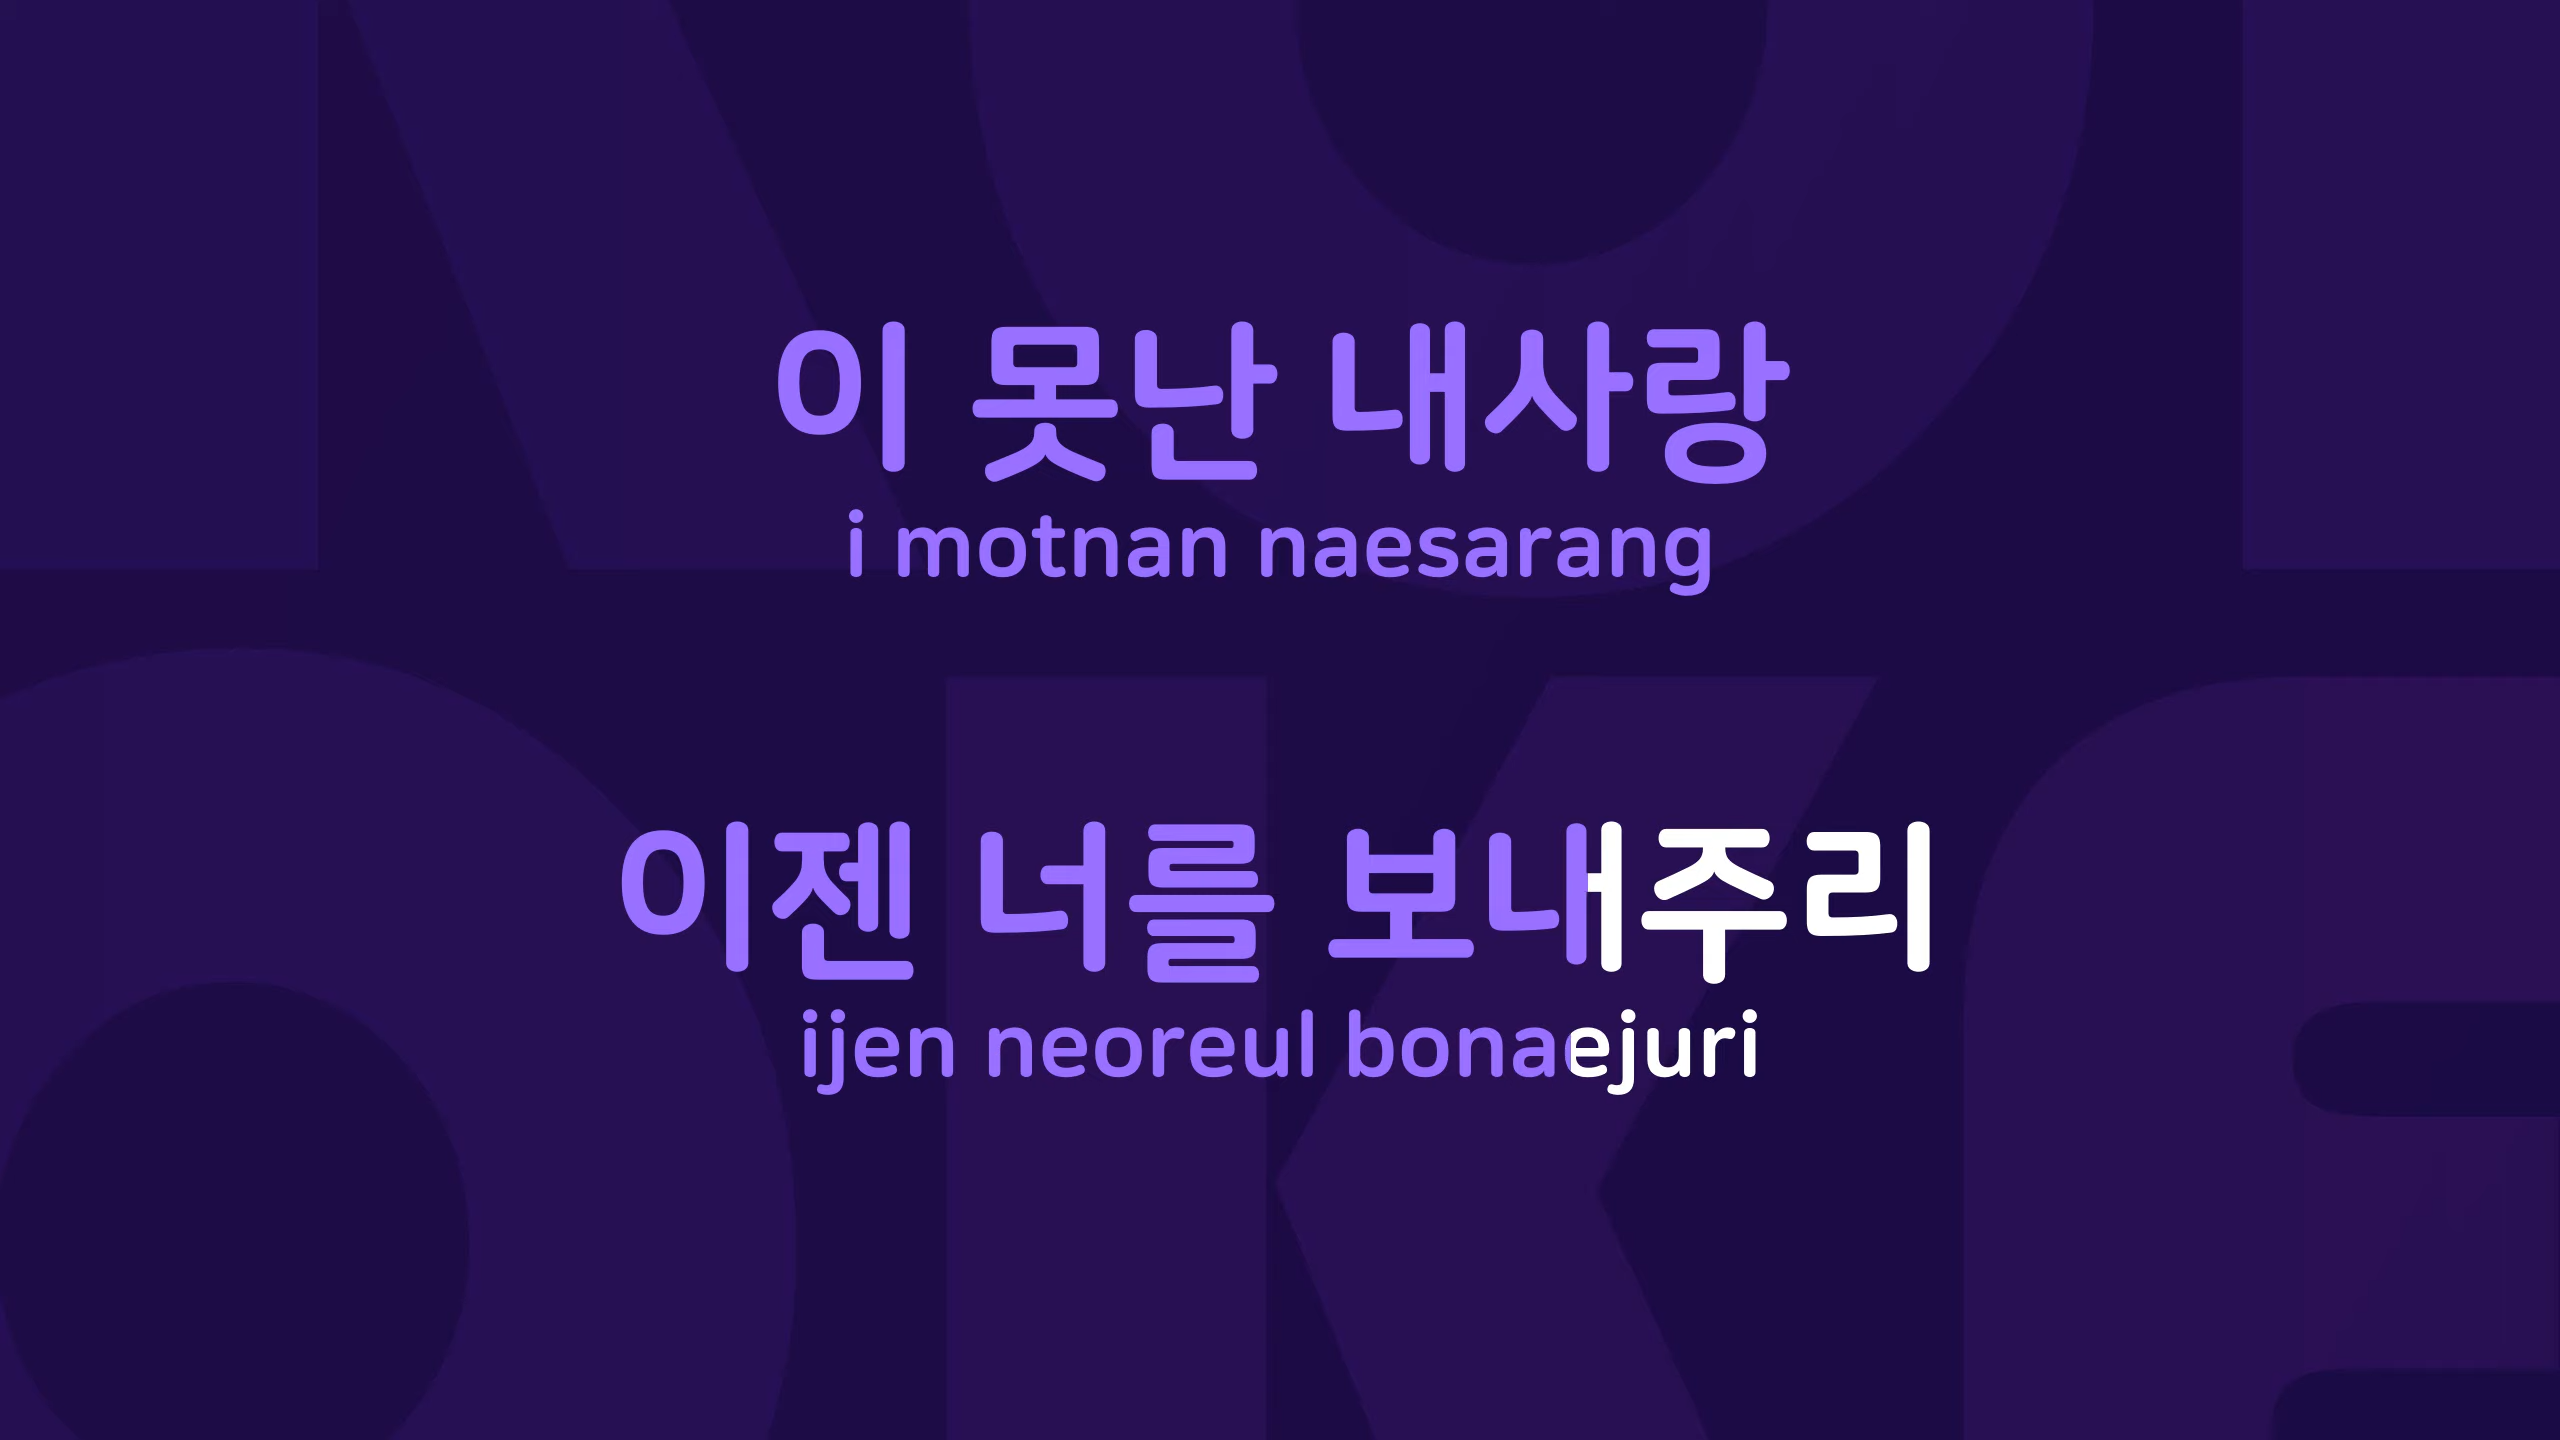 이 못난 내사랑
i motnan naesarang
이젠 너를 보내주리
ijen neoreul bonaejuri